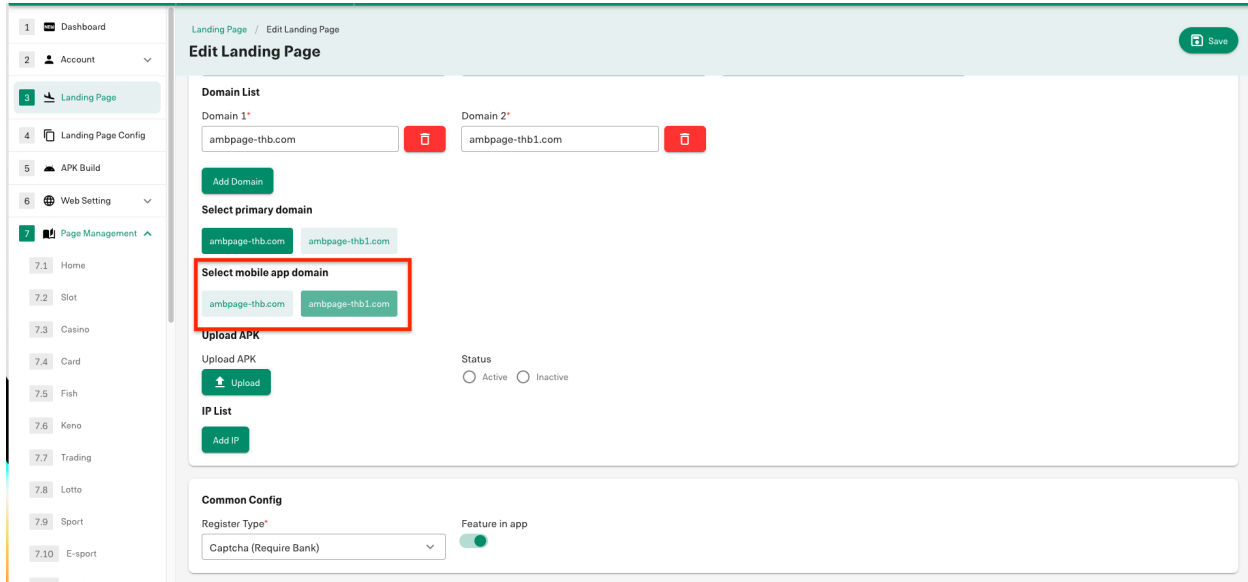 1 NEW Dashboard
2 Account
3 Landing Page
4 Landing Page Config
5 APK Build
6 Web Setting
7 Page Management
7.1 Home
7.2 Slot
7.3 Casino
7.4 Card
7.5 Fish
7.6 Keno
7.7 Trading
7.8 Lotto
7.9 Sport
7.10 E-sport
Landing Page / Edit Landing Page
Edit Landing Page
Save
Domain List
Domain 1* Domain 2*
ambpage-thb.com ambpage-thb1.com
Add Domain
Select primary domain
ambpage-thb.com ambpage-thb1.com
Select mobile app domain
ambpage-thb.com ambpage-thb1.com
Upload APK
Upload APK Status
Upload Active Inactive
IP List
Add IP
Common Config
Register Type* Feature in app
Captcha (Require Bank)